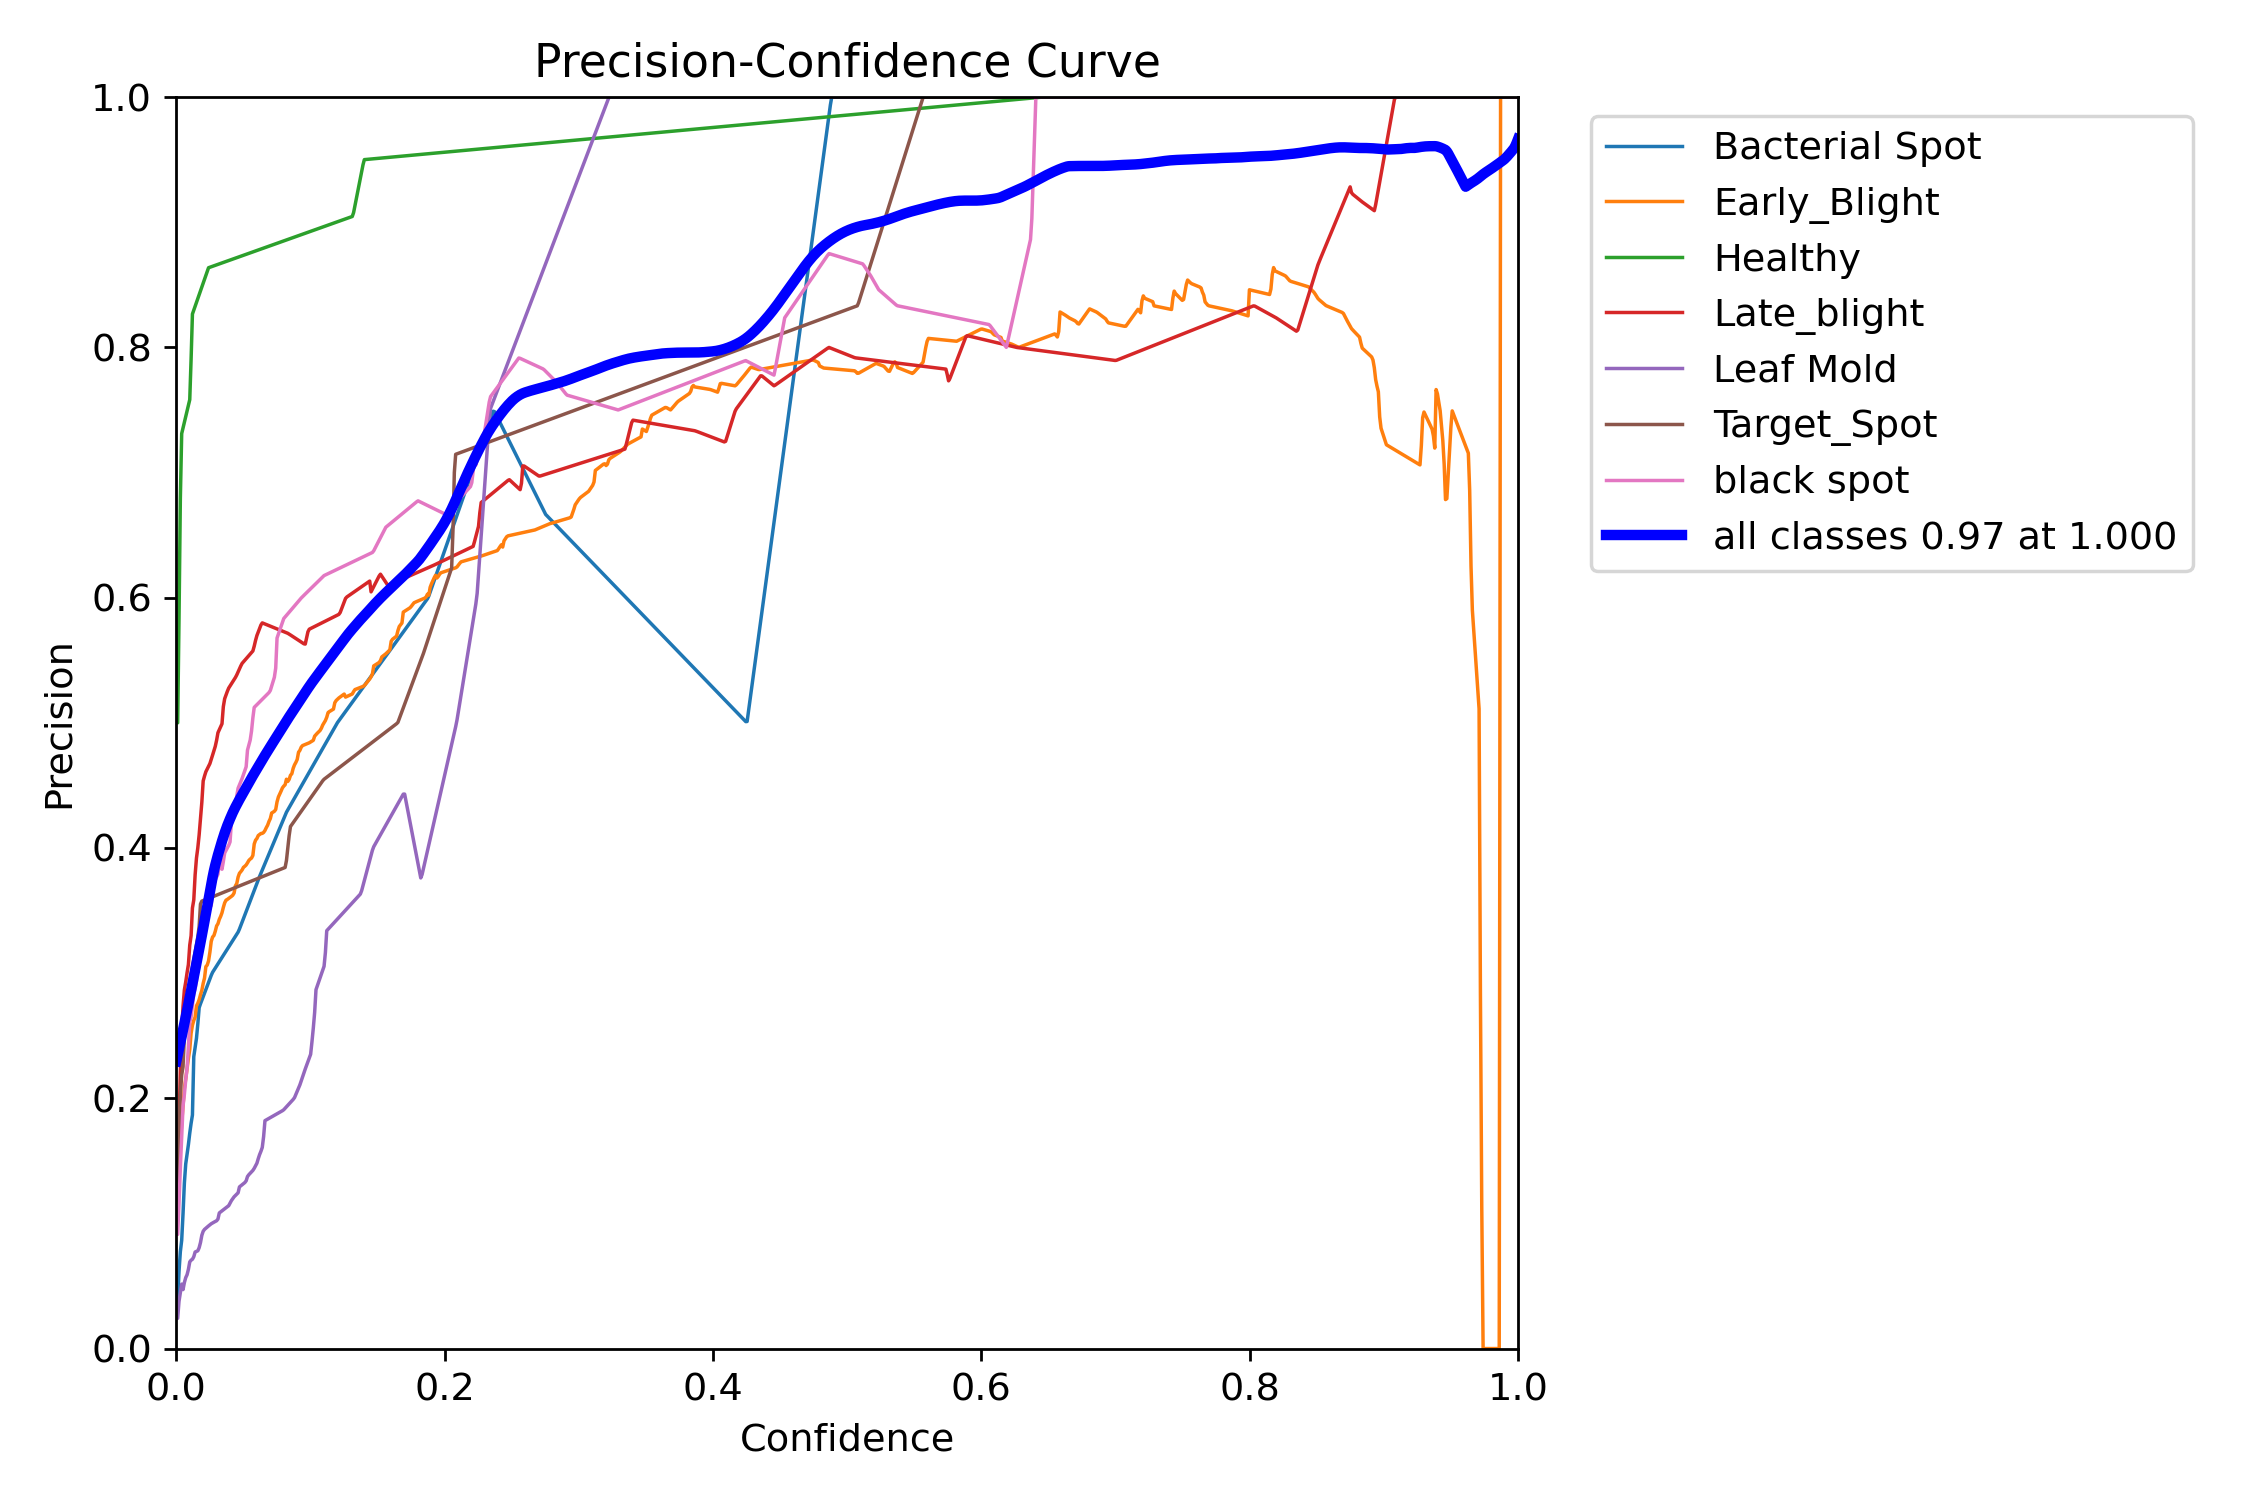 Precision-Confidence Curve
1.0
0.8
0.6
0.4
0.2
0.0
Precision
0.0 0.2 0.4 0.6 0.8 1.0
Confidence
Bacterial Spot
Early_Blight
Healthy
Late_blight
Leaf Mold
Target_Spot
black spot
all classes 0.97 at 1.000